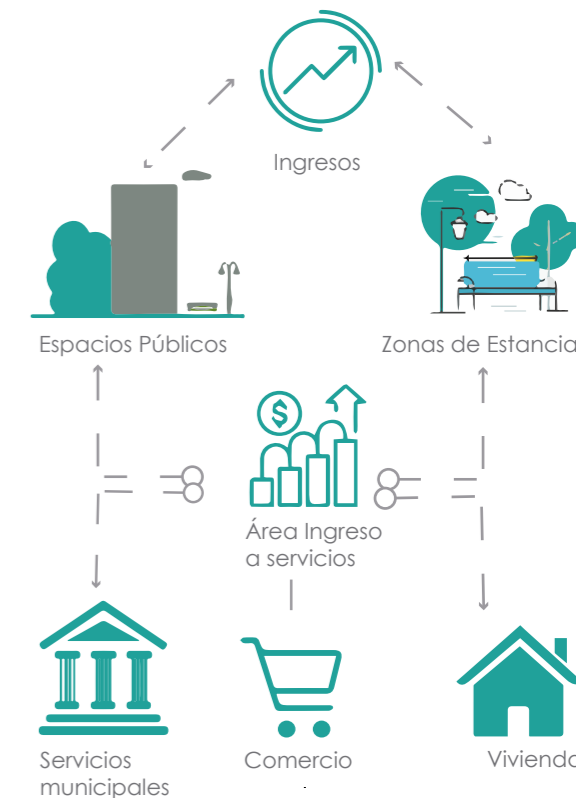 Ingresos
Espacios Públicos
Zonas de Estancia
$
Área Ingreso
a servicios
Servicios
municipales
Comercio
Vivienda